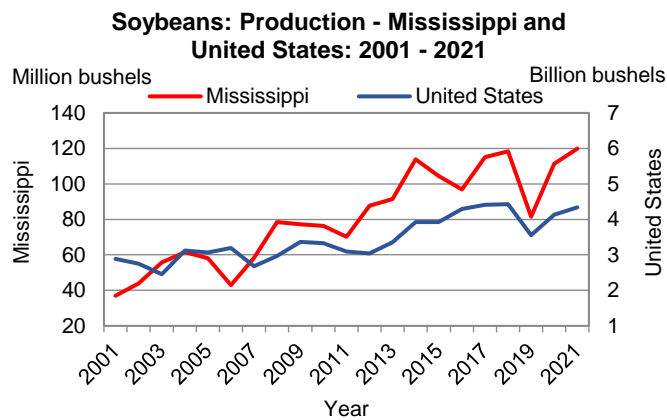 Soybeans: Production - Mississippi and
United States: 2001 - 2021
Million bushels
Billion bushels
Mississippi
United States
140
120
100
80
60
40
20
7
6
5
4
3
2
1
Mississippi
United States
2001
2003
2005
2007
2009
2011
2013
2015
2017
2019
2021
Year